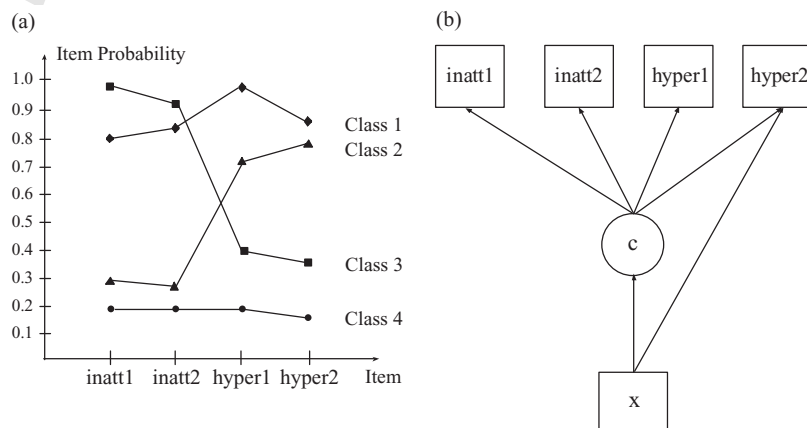 (a)
Item Probability
1.0
0.9
0.8
0.7
0.6
0.5
0.4
0.3
0.2
0.1
Class 1
Class 2
Class 3
Class 4
inatt1 inatt2 hyper1 hyper2 Item
(b)
inatt1 inatt2 hyper1 hyper2
c
x